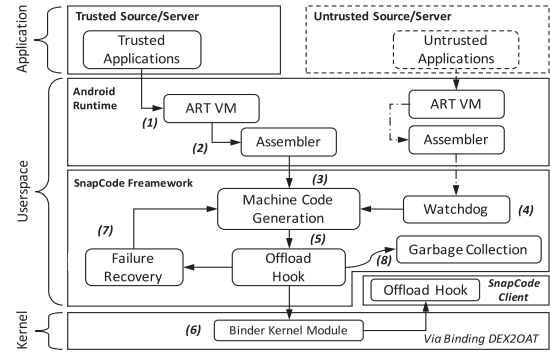 Application
Trusted Source/Server
Trusted
Applications
Untrusted Source/Server
Untrusted
Applications
Userspace
Android
Runtime
ART VM
(1)
Assembler
(2)
ART VM
Assembler
SnapCode Freamework
(3)
Machine Code
Generation
Watchdog
(4)
(7)
(5)
Failure
Recovery
Offload
Hook
(8)
Garbage Collection
Offload Hook
SnapCode
Client
Kernel
(6)
Binder Kernel Module
Via Binding DEX2OAT